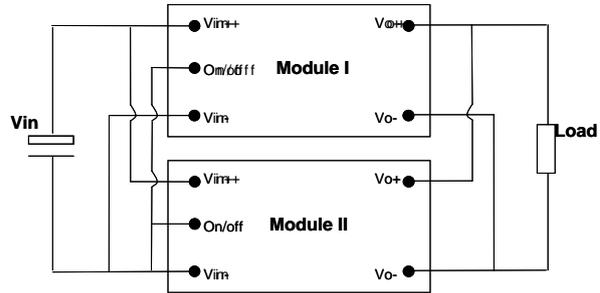 Vin+
Vo+
On/off
Module I
Vin-
Vo-
Vin
Load
Vin+
Vo+
On/off
Module II
Vin-
Vo-